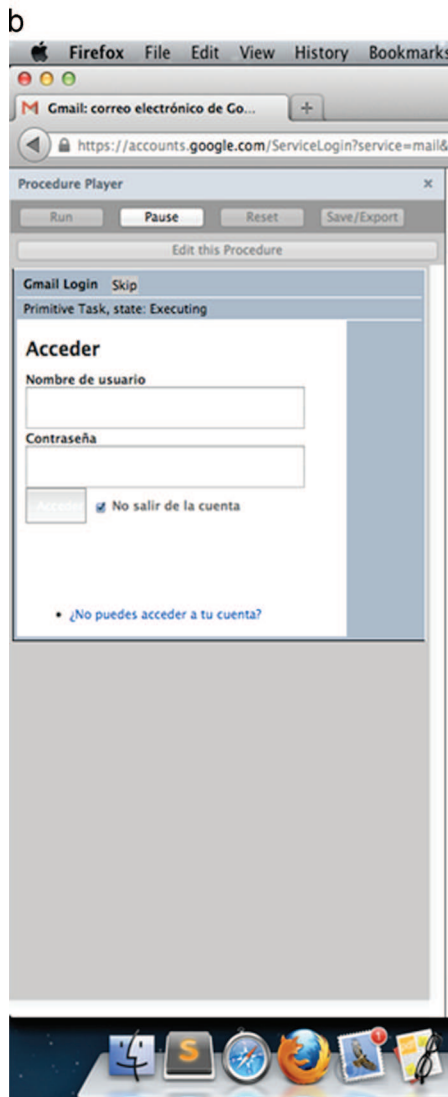 b
Firefox File Edit View History Bookmarks
Gmail: correo electrónico de Go... +
https://accounts.google.com/ServiceLogin?service=mail&
Procedure Player ×
Run Pause Reset Save/Export
Edit this Procedure
Gmail Login Skip
Primitive Task, state: Executing
Acceder
Nombre de usuario
Contraseña
Acceder No salir de la cuenta
• ¿No puedes acceder a tu cuenta?
S 1